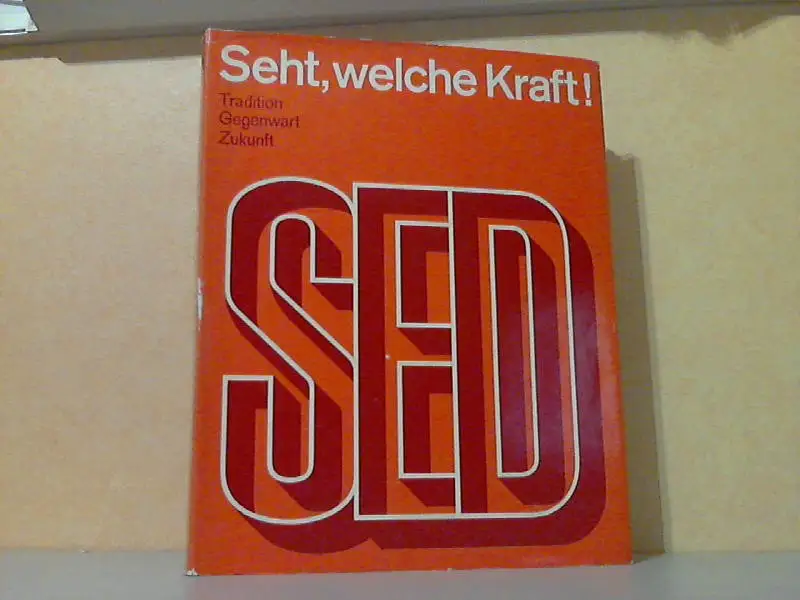 Seht, welche Kraft!
Tradition
Gegenwart
Zukunft
SED